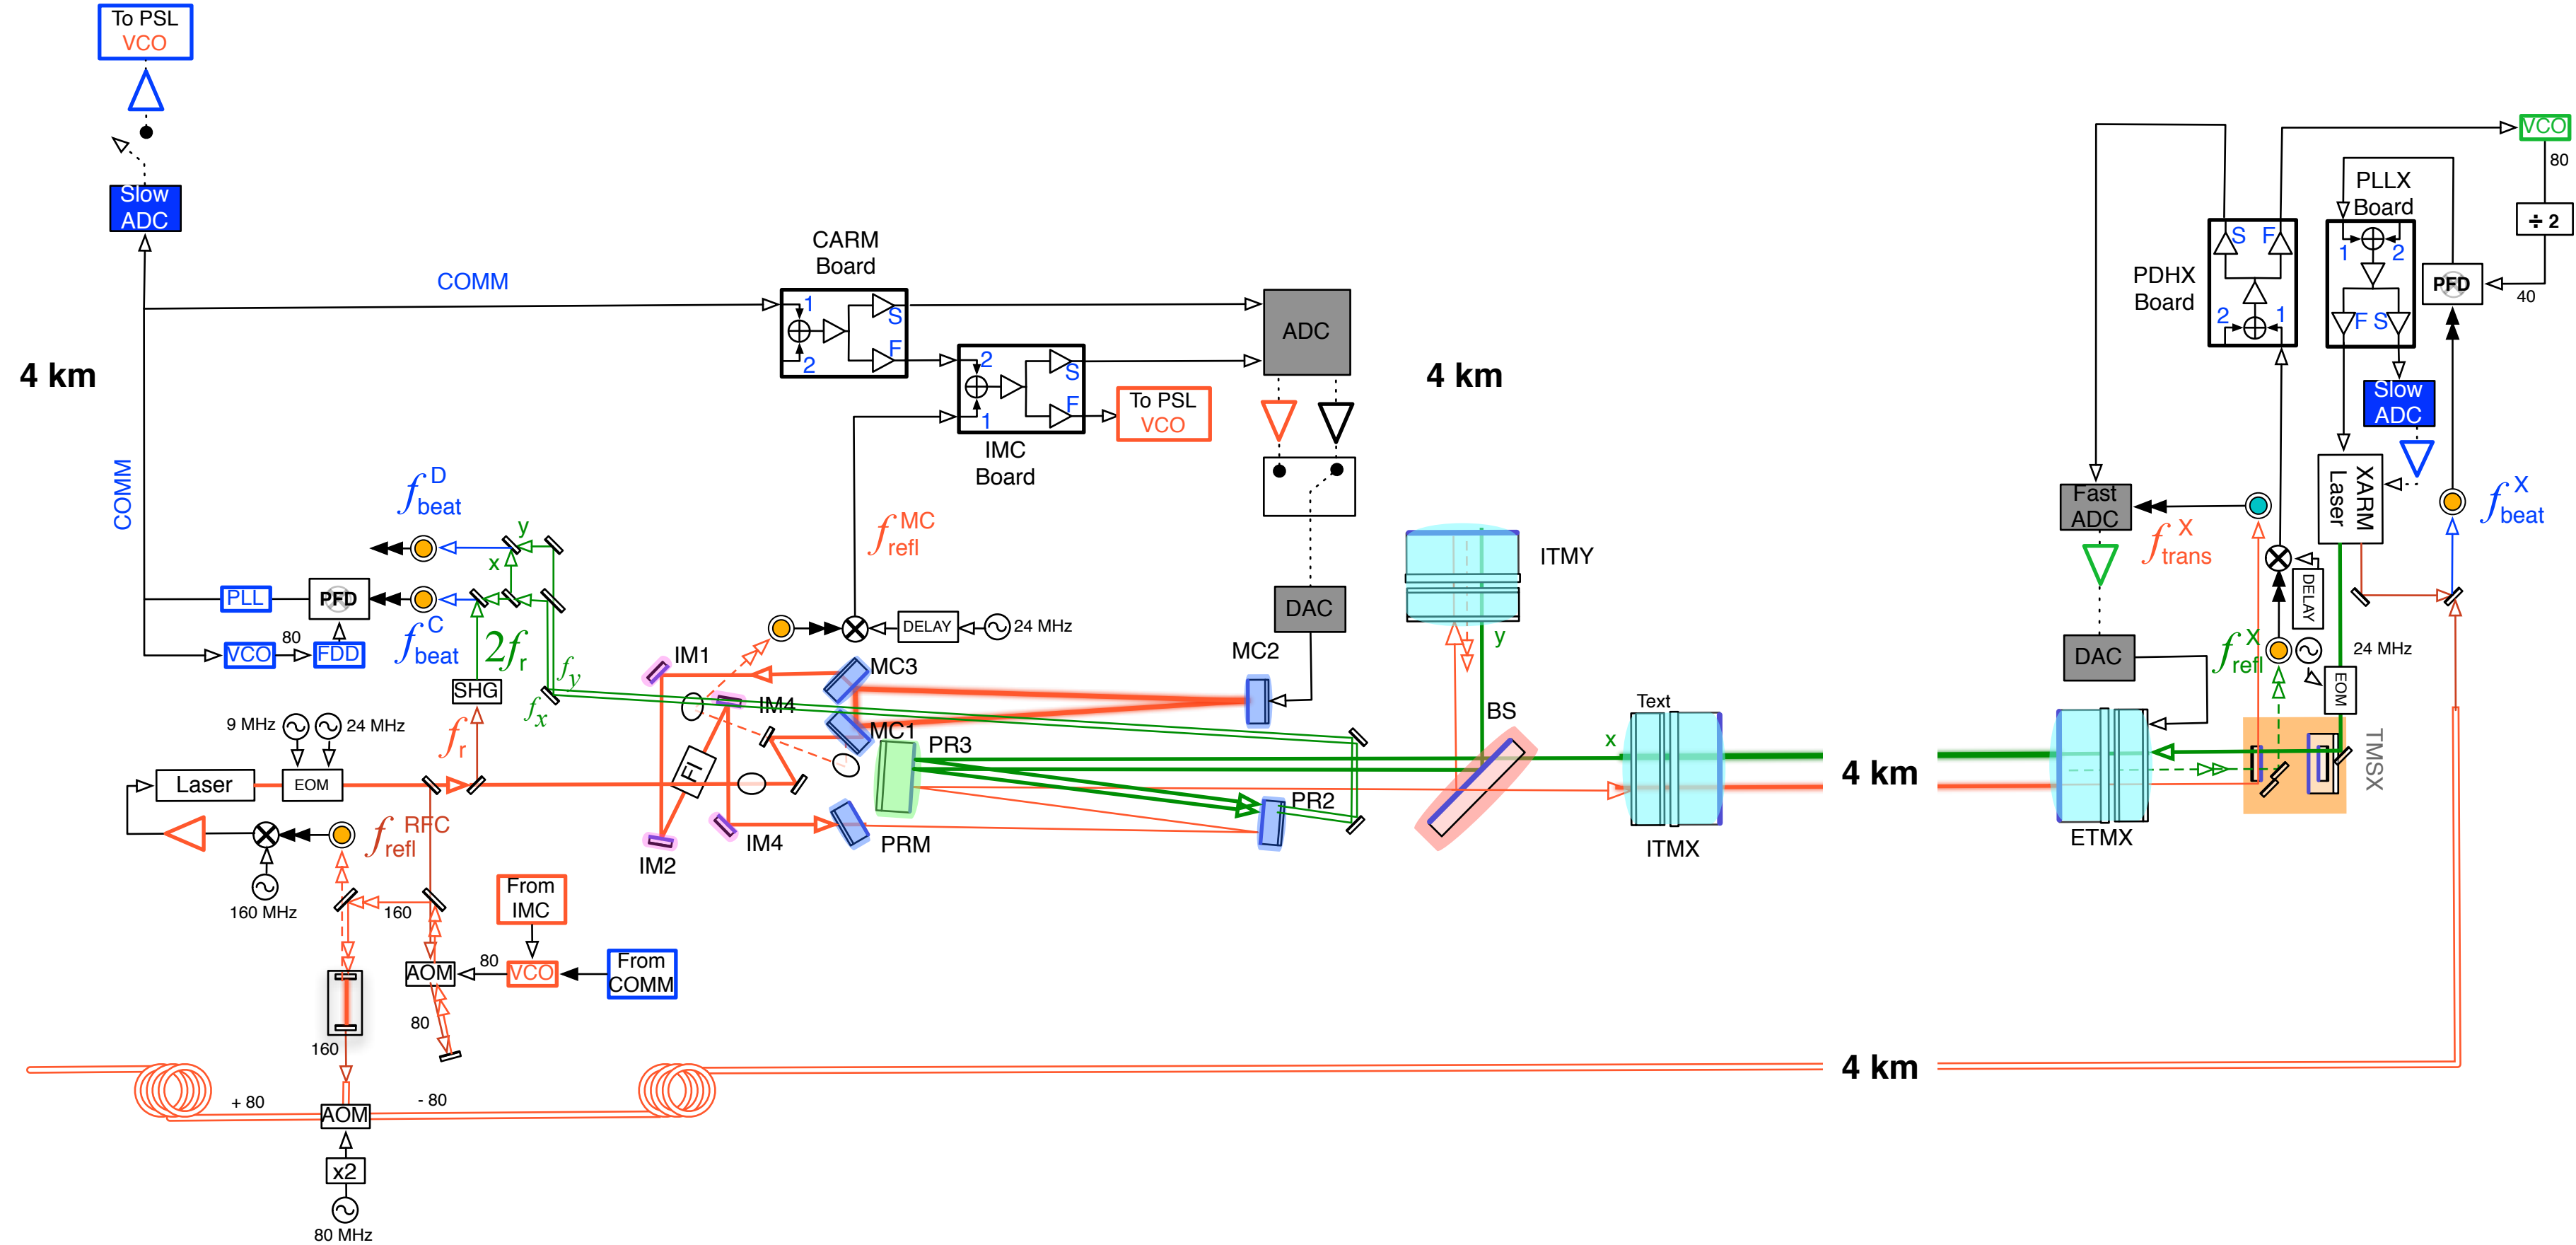 To PSL
VCO
Slow
ADC
4 km
COMM
COMM
CARM
Board
1
2
S
F
2
1
S
F
IMC
Board
To PSL
VCO
ADC
DAC
4 km
f D beat
f C beat
y
x
PLL
PFD
VCO
80
FDD
2f r
f y
f x
SHG
f r
f MC refl
DELAY
24 MHz
IM1
MC3
IM4
MC1
MC2
FI
PR3
PR2
PRM
IM4
IM2
9 MHz
24 MHz
Laser
EOM
f RFC refl
160 MHz
160
From
IMC
AOM
80
VCO
From
COMM
80
160
+ 80
AOM
- 80
x2
80 MHz
ITMY
y
BS
x
Text
ITMX
4 km
4 km
VCO
80
÷ 2
40
PLLX
Board
1
2
F
S
PFD
PDHX
Board
S
F
2
1
Slow
ADC
XARM
Laser
f X beat
Fast
ADC
f X trans
DELAY
f X refl
24 MHz
EOM
DAC
ETMX
TMSX